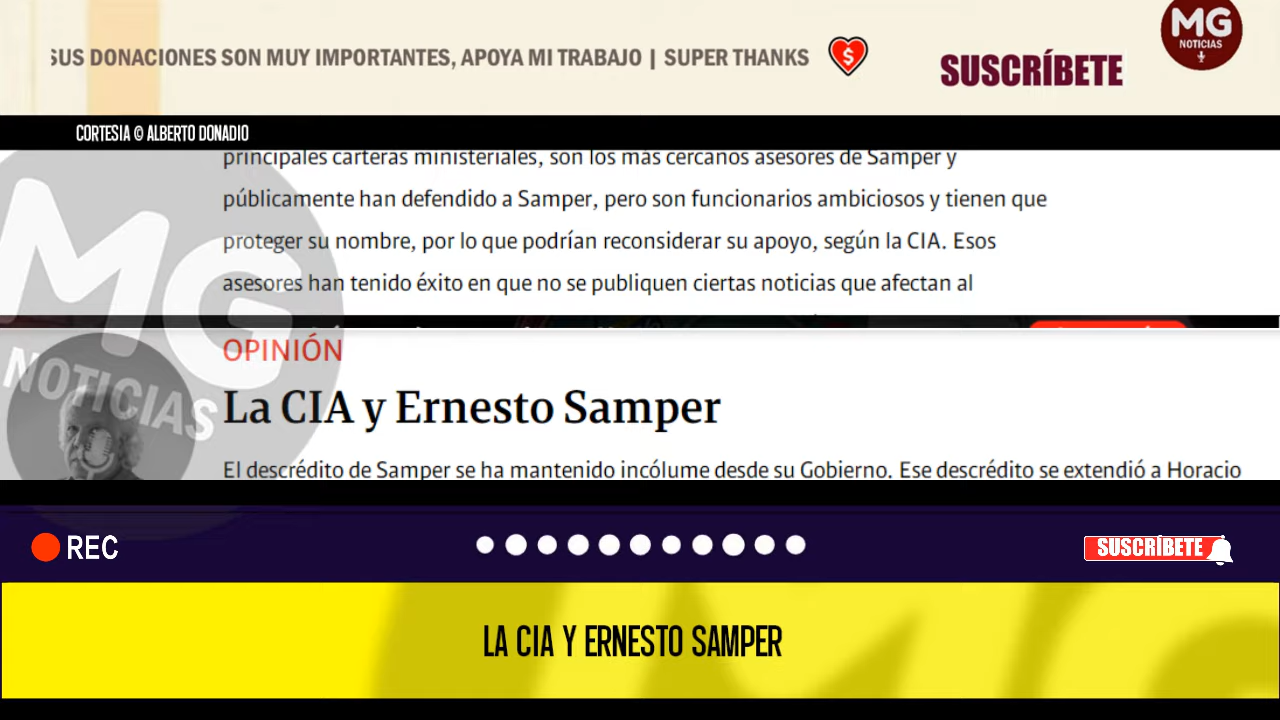 SUS DONACIONES SON MUY IMPORTANTES, APOYA MI TRABAJO | SUPER THANKS
SUSCRÍBETE
MG
NOTICIAS
CORTESIA © ALBERTO DONADIO
principales carteras ministeriales, son los más cercanos asesores de Samper y
públicamente han defendido a Samper, pero son funcionarios ambiciosos y tienen que
proteger su nombre, por lo que podrían reconsiderar su apoyo, según la CIA. Esos
asesores han tenido éxito en que no se publiquen ciertas noticias que afectan al
MG
NOTICIAS
OPINIÓN
La CIA y Ernesto Samper
El descrédito de Samper se ha mantenido incólume desde su Gobierno. Ese descrédito se extendió a Horacio
REC
SUSCRÍBETE
LA CIA Y ERNESTO SAMPER